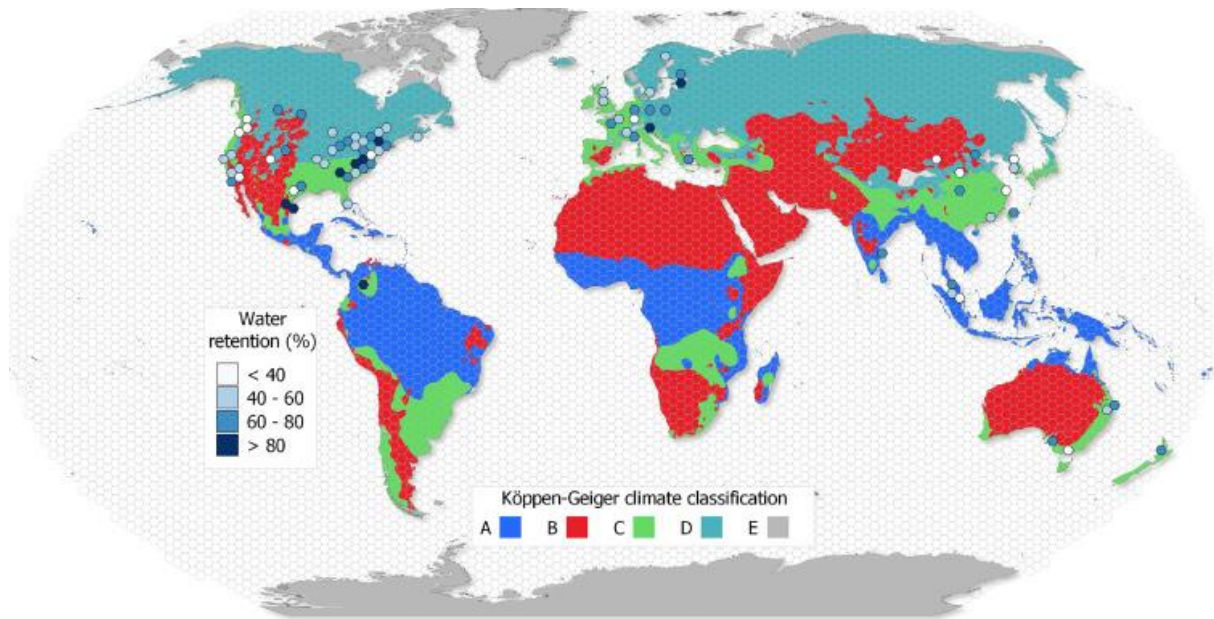 Water
retention (%)
< 40
40 - 60
60 - 80
> 80
Köppen-Geiger climate classification
A B C D E